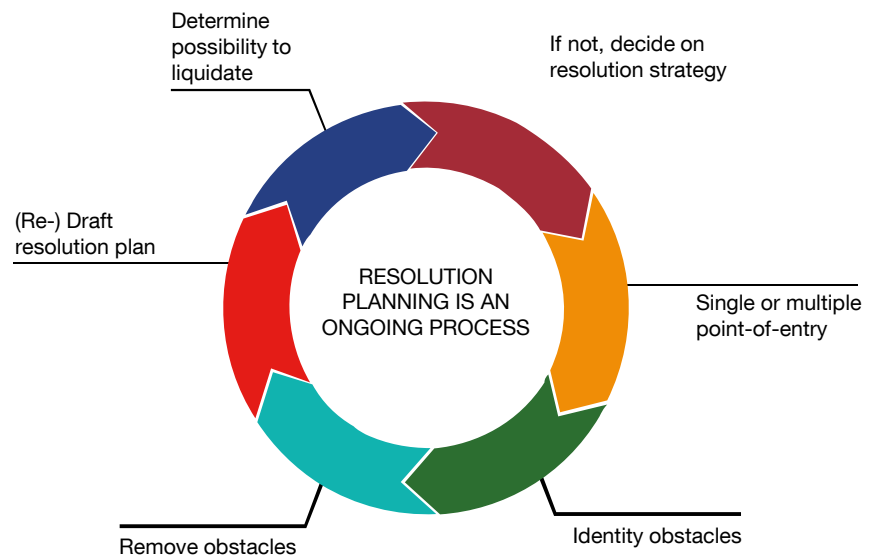 Determine
possibility to
liquidate
If not, decide on
resolution strategy
(Re-) Draft
resolution plan
RESOLUTION
PLANNING IS AN
ONGOING PROCESS
Single or multiple
point-of-entry
Identity obstacles
Remove obstacles